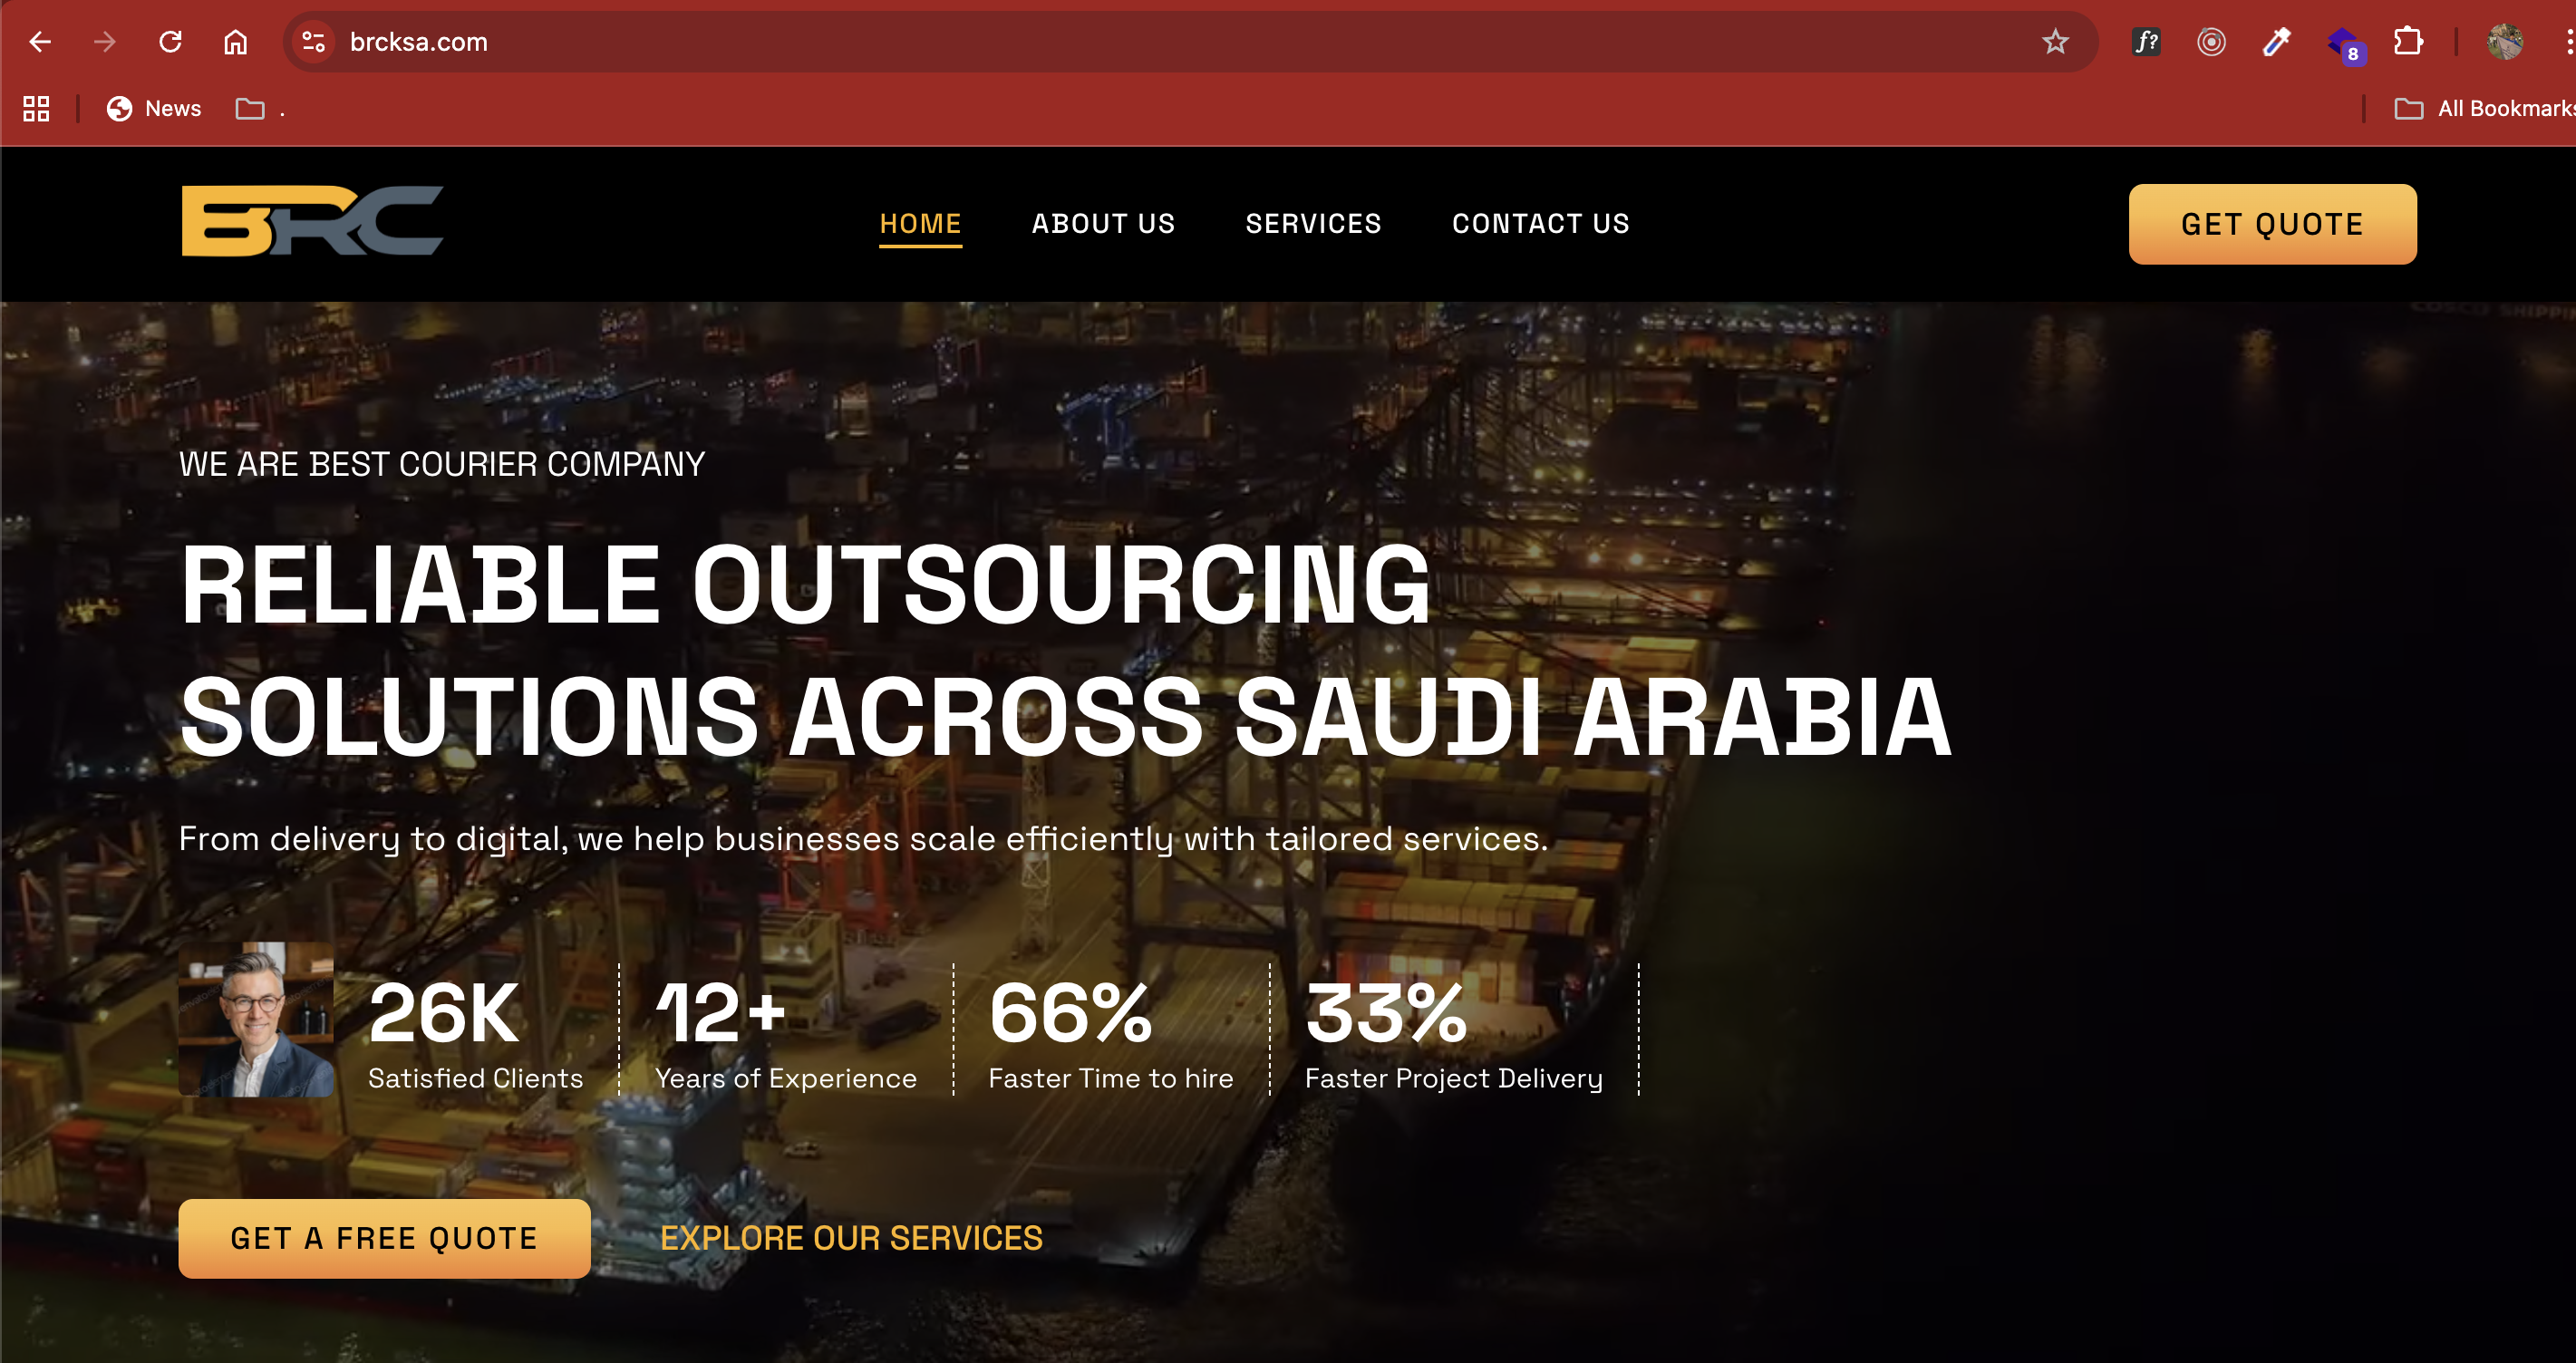 brcksa.com
8
News
.
All Bookmarks
BRC
HOME
ABOUT US
SERVICES
CONTACT US
GET QUOTE
COSCO SHIPPIN
WE ARE BEST COURIER COMPANY
RELIABLE OUTSOURCING
SOLUTIONS ACROSS SAUDI ARABIA
From delivery to digital, we help businesses scale efficiently with tailored services.
26K
Satisfied Clients
12+
Years of Experience
66%
Faster Time to hire
33%
Faster Project Delivery
GET A FREE QUOTE
EXPLORE OUR SERVICES